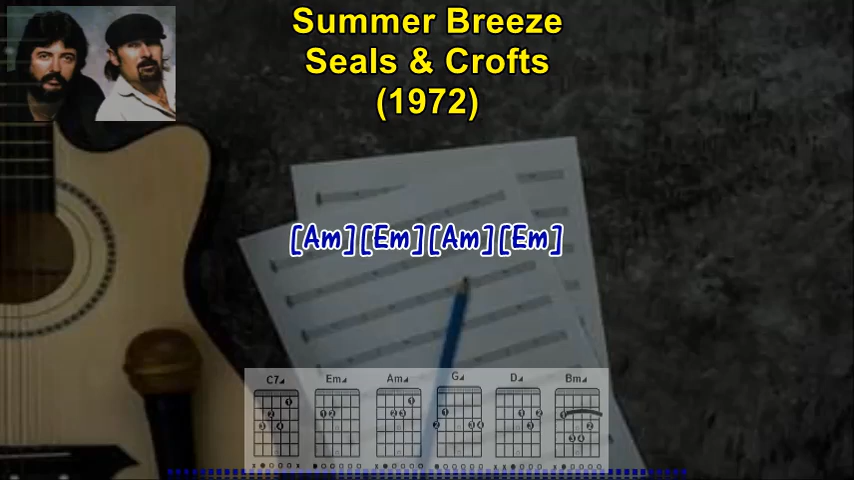 Summer Breeze
Seals & Crofts
(1972)
[Am][Em][Am][Em]
C7 Em Am G D Bm